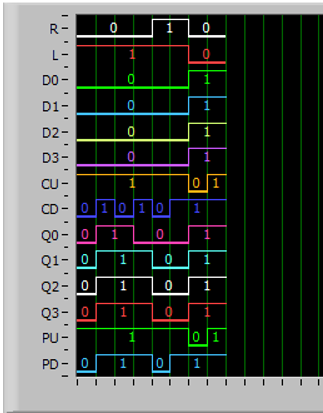 R 0 1 0
L 1 0
D0 0 1
D1 0 1
D2 0 1
D3 0 1
CU 1 0 1
CD 0 1 0 1 0 1
Q0 0 1 0 1
Q1 0 1 0 1
Q2 0 1 0 1
Q3 0 1 0 1
PU 1 0 1
PD 0 1 0 1